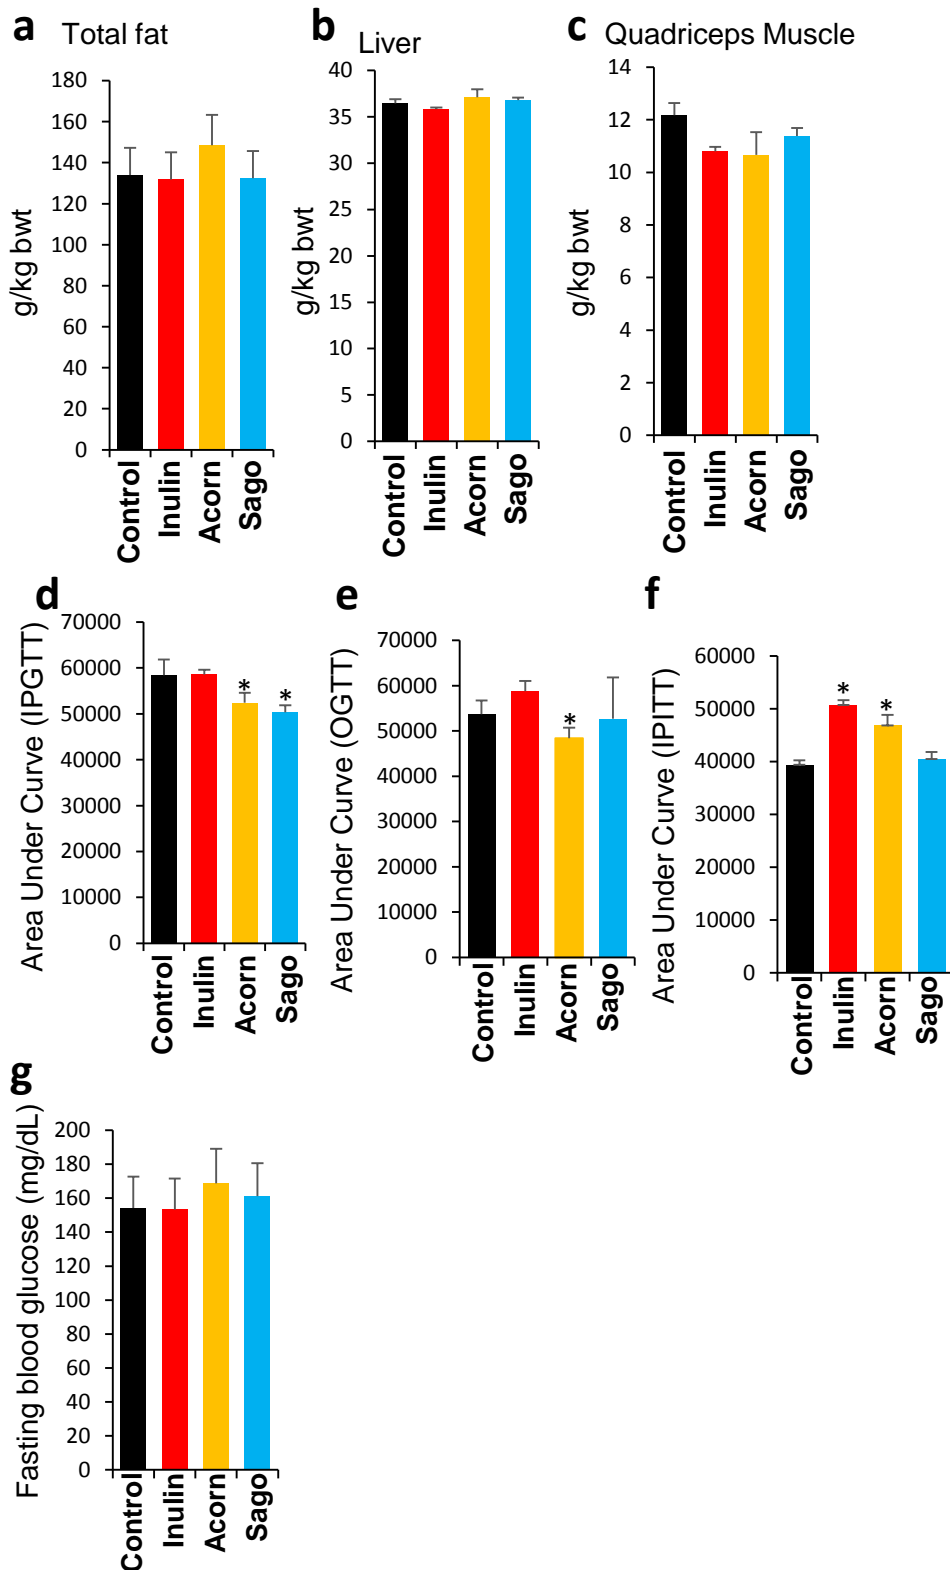 a Total fat
g/kg bwt
180
160
140
120
100
80
60
40
20
0
Control
Inulin
Acorn
Sago
b Liver
g/kg bwt
40
35
30
25
20
15
10
5
0
Control
Inulin
Acorn
Sago
c Quadriceps Muscle
g/kg bwt
14
12
10
8
6
4
2
0
Control
Inulin
Acorn
Sago
d
Area Under Curve (IPGTT)
70000
60000
50000
40000
30000
20000
10000
0
* *
Control
Inulin
Acorn
Sago
e
Area Under Curve (OGTT)
70000
60000
50000
40000
30000
20000
10000
0
*
Control
Inulin
Acorn
Sago
f
Area Under Curve (IPITT)
60000
50000
40000
30000
20000
10000
0
* *
Control
Inulin
Acorn
Sago
g
Fasting blood glucose (mg/dL)
200
180
160
140
120
100
80
60
40
20
0
Control
Inulin
Acorn
Sago